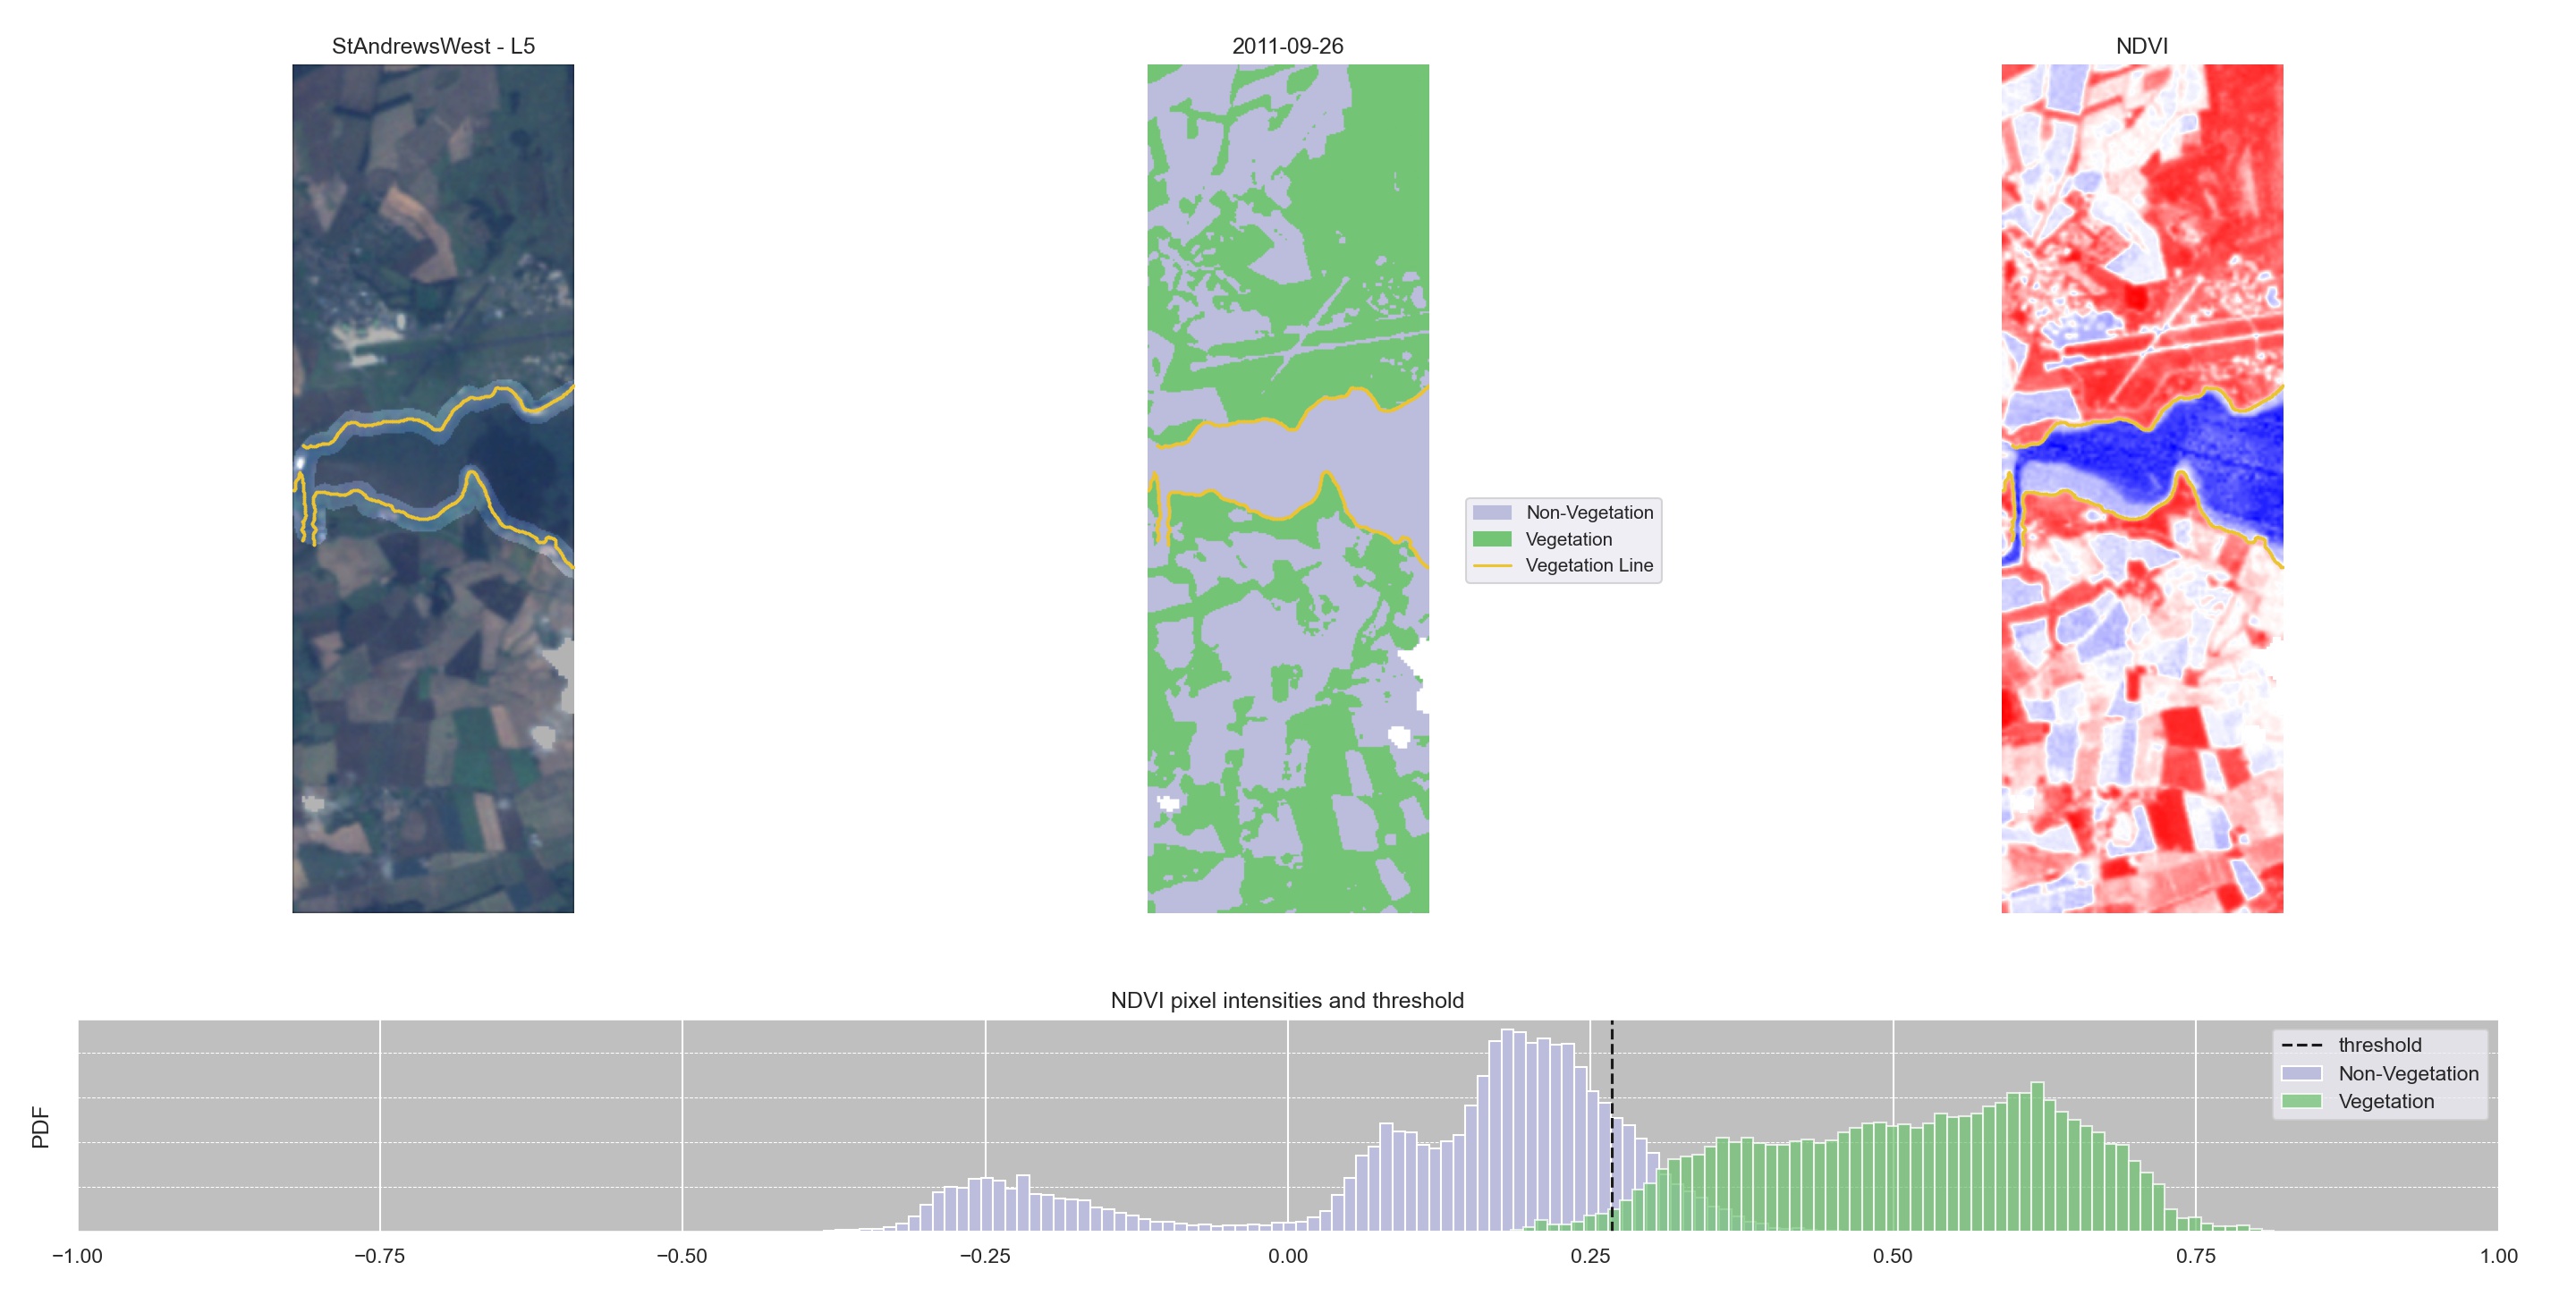 StAndrewsWest - L5
2011-09-26
NDVI
Non-Vegetation
Vegetation
Vegetation Line
NDVI pixel intensities and threshold
PDF
threshold
Non-Vegetation
Vegetation
−1.00 −0.75 −0.50 −0.25 0.00 0.25 0.50 0.75 1.00